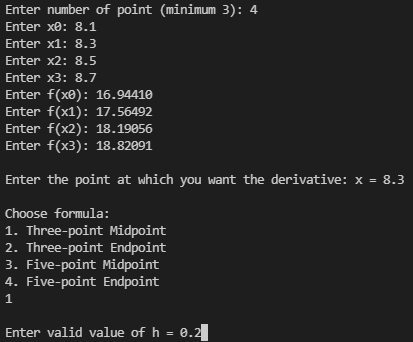 Enter number of point (minimum 3): 4
Enter x0: 8.1
Enter x1: 8.3
Enter x2: 8.5
Enter x3: 8.7
Enter f(x0): 16.94410
Enter f(x1): 17.56492
Enter f(x2): 18.19056
Enter f(x3): 18.82091
Enter the point at which you want the derivative: x = 8.3
Choose formula:
1. Three-point Midpoint
2. Three-point Endpoint
3. Five-point Midpoint
4. Five-point Endpoint
1
Enter valid value of h = 0.2